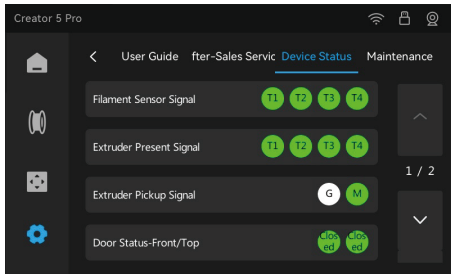 Creator 5 Pro
User Guide fter-Sales Servic Device Status Maintenance
Filament Sensor Signal T1 T2 T3 T4
Extruder Present Signal T1 T2 T3 T4
1 / 2
Extruder Pickup Signal G M
Door Status-Front/Top Clos ed Clos ed